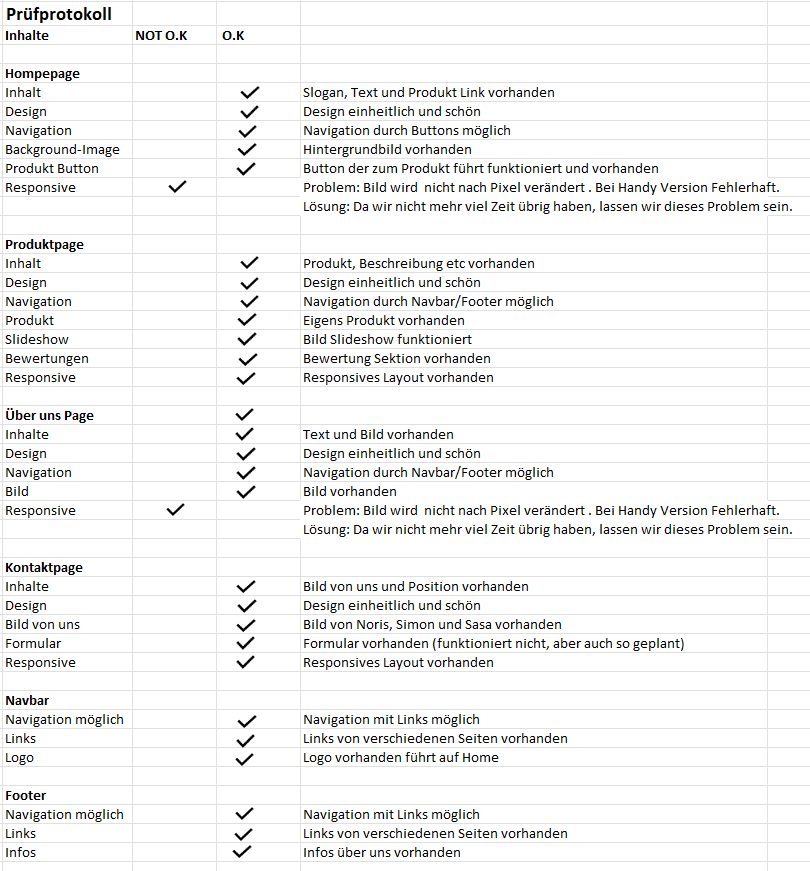 Prüfprotokoll
Inhalte NOT O.K O.K
Hompepage
Inhalt ✓ Slogan, Text und Produkt Link vorhanden
Design ✓ Design einheitlich und schön
Navigation ✓ Navigation durch Buttons möglich
Background-Image ✓ Hintergrundbild vorhanden
Produkt Button ✓ Button der zum Produkt führt funktioniert und vorhanden
Responsive ✓ Problem: Bild wird nicht nach Pixel verändert . Bei Handy Version Fehlerhaft.
Lösung: Da wir nicht mehr viel Zeit übrig haben, lassen wir dieses Problem sein.
Produktpage
Inhalt ✓ Produkt, Beschreibung etc vorhanden
Design ✓ Design einheitlich und schön
Navigation ✓ Navigation durch Navbar/Footer möglich
Produkt ✓ Eigens Produkt vorhanden
Slideshow ✓ Bild Slideshow funktioniert
Bewertungen ✓ Bewertung Sektion vorhanden
Responsive ✓ Responsives Layout vorhanden
Über uns Page ✓
Inhalte ✓ Text und Bild vorhanden
Design ✓ Design einheitlich und schön
Navigation ✓ Navigation durch Navbar/Footer möglich
Bild ✓ Bild vorhanden
Responsive ✓ Problem: Bild wird nicht nach Pixel verändert . Bei Handy Version Fehlerhaft.
Lösung: Da wir nicht mehr viel Zeit übrig haben, lassen wir dieses Problem sein.
Kontaktpage
Inhalte ✓ Bild von uns und Position vorhanden
Design ✓ Design einheitlich und schön
Bild von uns ✓ Bild von Noris, Simon und Sasa vorhanden
Formular ✓ Formular vorhanden (funktioniert nicht, aber auch so geplant)
Responsive ✓ Responsives Layout vorhanden
Navbar
Navigation möglich ✓ Navigation mit Links möglich
Links ✓ Links von verschiedenen Seiten vorhanden
Logo ✓ Logo vorhanden führt auf Home
Footer
Navigation möglich ✓ Navigation mit Links möglich
Links ✓ Links von verschiedenen Seiten vorhanden
Infos ✓ Infos über uns vorhanden